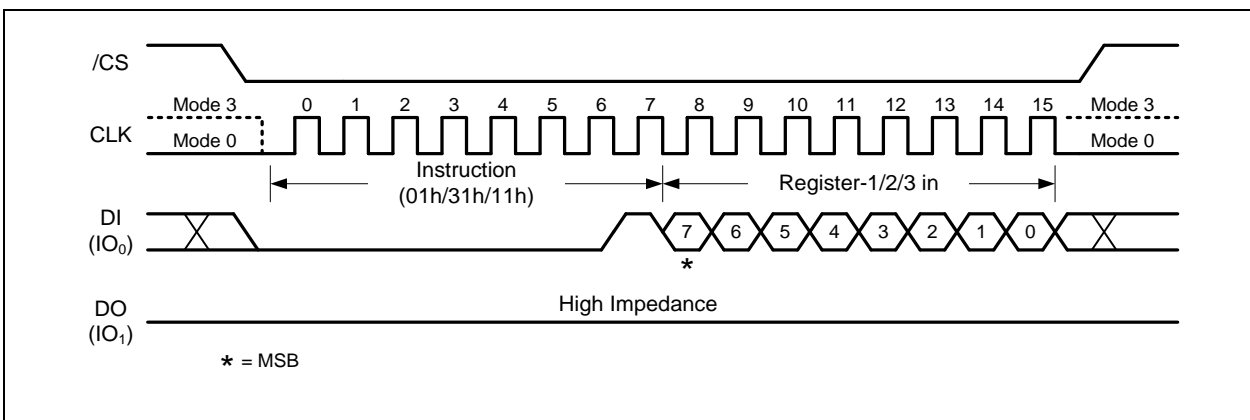 /CS
Mode 3 0 1 2 3 4 5 6 7 8 9 10 11 12 13 14 15 Mode 3
CLK
Mode 0 Mode 0
Instruction
(01h/31h/11h)
Register-1/2/3 in
DI
(IO₀)
7 6 5 4 3 2 1 0
*
High Impedance
DO
(IO₁)
* = MSB